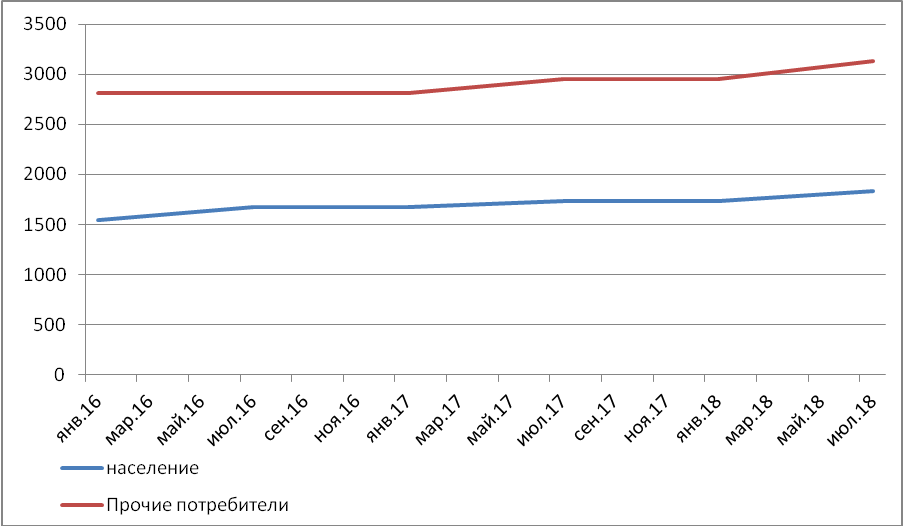 3500
3000
2500
2000
1500
1000
500
0
янв.16
мар.16
май.16
июл.16
сен.16
ноя.16
янв.17
мар.17
май.17
июл.17
сен.17
ноя.17
янв.18
мар.18
май.18
июл.18
население
Прочие потребители